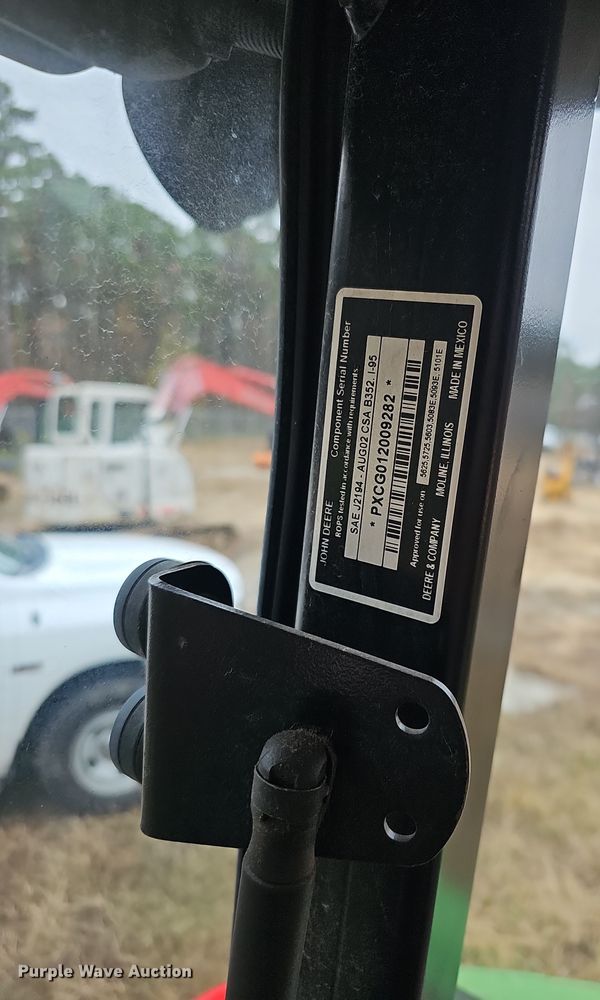 JOHN DEERE
Component Serial Number
ROPS tested in accordance with requirements:
SAE J2194 - AUG02 CSA B352. I-95
* PXCG012009282 *
Approved for use on: 5625,5725,5603,5083E,5093E, 5101E
DEERE & COMPANY MOLINE, ILLINOIS MADE IN MEXICO
Purple Wave Auction